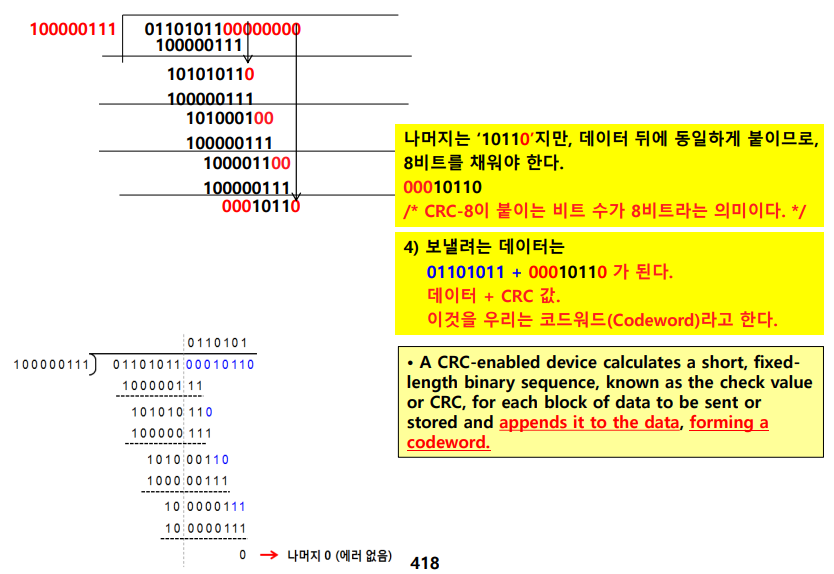 100000111 0110101100000000
100000111
101010110
100000111
101000100
100000111
100001100
100000111
00010110
나머지는 ‘10110’지만, 데이터 뒤에 동일하게 붙이므로,
8비트를 채워야 한다.
00010110
/* CRC-8이 붙이는 비트 수가 8비트라는 의미이다. */
4) 보낼려는 데이터는
01101011 + 00010110 가 된다.
데이터 + CRC 값.
이것을 우리는 코드워드(Codeword)라고 한다.
• A CRC-enabled device calculates a short, fixed-
length binary sequence, known as the check value
or CRC, for each block of data to be sent or
stored and appends it to the data, forming a
codeword.
0110101
100000111 01101011 00010110
1000001 11
101010 110
100000 111
1010 00110
1000 00111
10 0000111
10 0000111
0 → 나머지 0 (에러 없음)
418